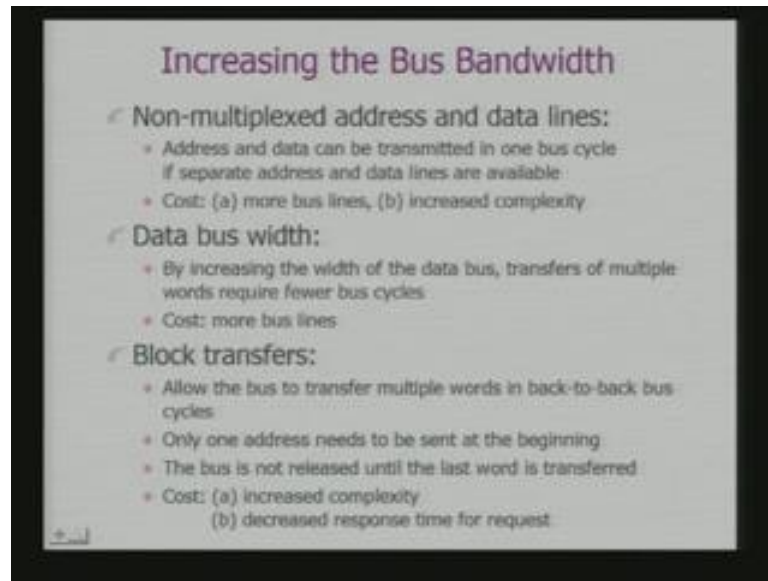 Increasing the Bus Bandwidth
Non-multiplexed address and data lines:
Address and data can be transmitted in one bus cycle
if separate address and data lines are available
Cost: (a) more bus lines, (b) increased complexity
Data bus width:
By increasing the width of the data bus, transfers of multiple
words require fewer bus cycles
Cost: more bus lines
Block transfers:
Allow the bus to transfer multiple words in back-to-back bus
cycles
Only one address needs to be sent at the beginning
The bus is not released until the last word is transferred
Cost: (a) increased complexity
(b) decreased response time for request